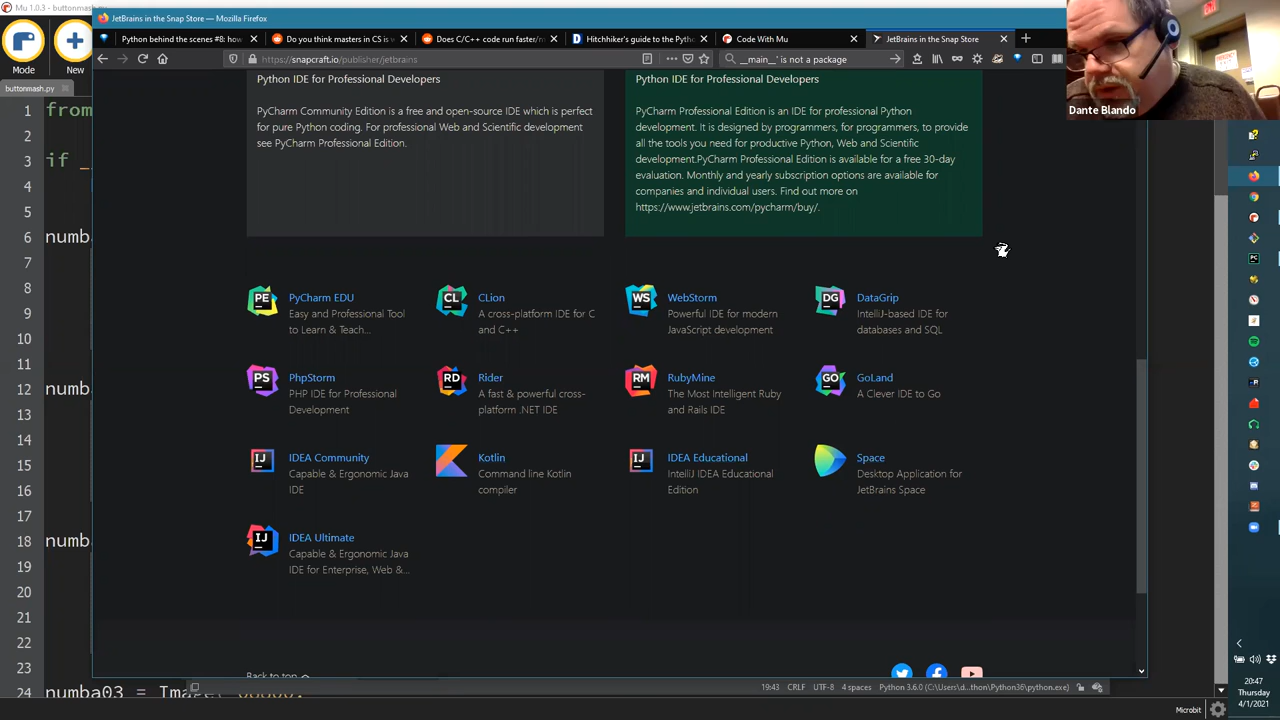 Mu 1.0.3 - buttonmash.py
JetBrains in the Snap Store — Mozilla Firefox
Mode
New
Python behind the scenes #8: how
Do you think masters in CS is w
Does C/C++ code run faster/m
Hitchhiker's guide to the Pytho
Code With Mu
JetBrains in the Snap Store
https://snapcraft.io/publisher/jetbrains
__main__' is not a package
Dante Blando
buttonmash.py
1 from
2
3 if _
4
5
6 numb
7
8
9
10
11
12 numb
13
14
15
16
17
18 numb
19
20
21
22
23
24 numba03 = Image(
Python IDE for Professional Developers
PyCharm Community Edition is a free and open-source IDE which is perfect
for pure Python coding. For professional Web and Scientific development
see PyCharm Professional Edition.
Python IDE for Professional Developers
PyCharm Professional Edition is an IDE for professional Python
development. It is designed by programmers, for programmers, to provide
all the tools you need for productive Python, Web and Scientific
development.PyCharm Professional Edition is available for a free 30-day
evaluation. Monthly and yearly subscription options are available for
companies and individual users. Find out more on
https://www.jetbrains.com/pycharm/buy/.
PE
PyCharm EDU
Easy and Professional Tool
to Learn & Teach...
CL
CLion
A cross-platform IDE for C
and C++
WS
WebStorm
Powerful IDE for modern
JavaScript development
DG
DataGrip
IntelliJ-based IDE for
databases and SQL
PS
PhpStorm
PHP IDE for Professional
Development
RD
Rider
A fast & powerful cross-
platform .NET IDE
RM
RubyMine
The Most Intelligent Ruby
and Rails IDE
GO
GoLand
A Clever IDE to Go
IJ
IDEA Community
Capable & Ergonomic Java
IDE
Kotlin
Command line Kotlin
compiler
IJ
IDEA Educational
IntelliJ IDEA Educational
Edition
Space
Desktop Application for
JetBrains Space
IJ
IDEA Ultimate
Capable & Ergonomic Java
IDE for Enterprise, Web &...
Back to top
19:43 CRLF UTF-8 4 spaces Python 3.6.0 (C:\Users\d...thon\Python36\python.exe)
20:47
Thursday
4/1/2021
Microbit